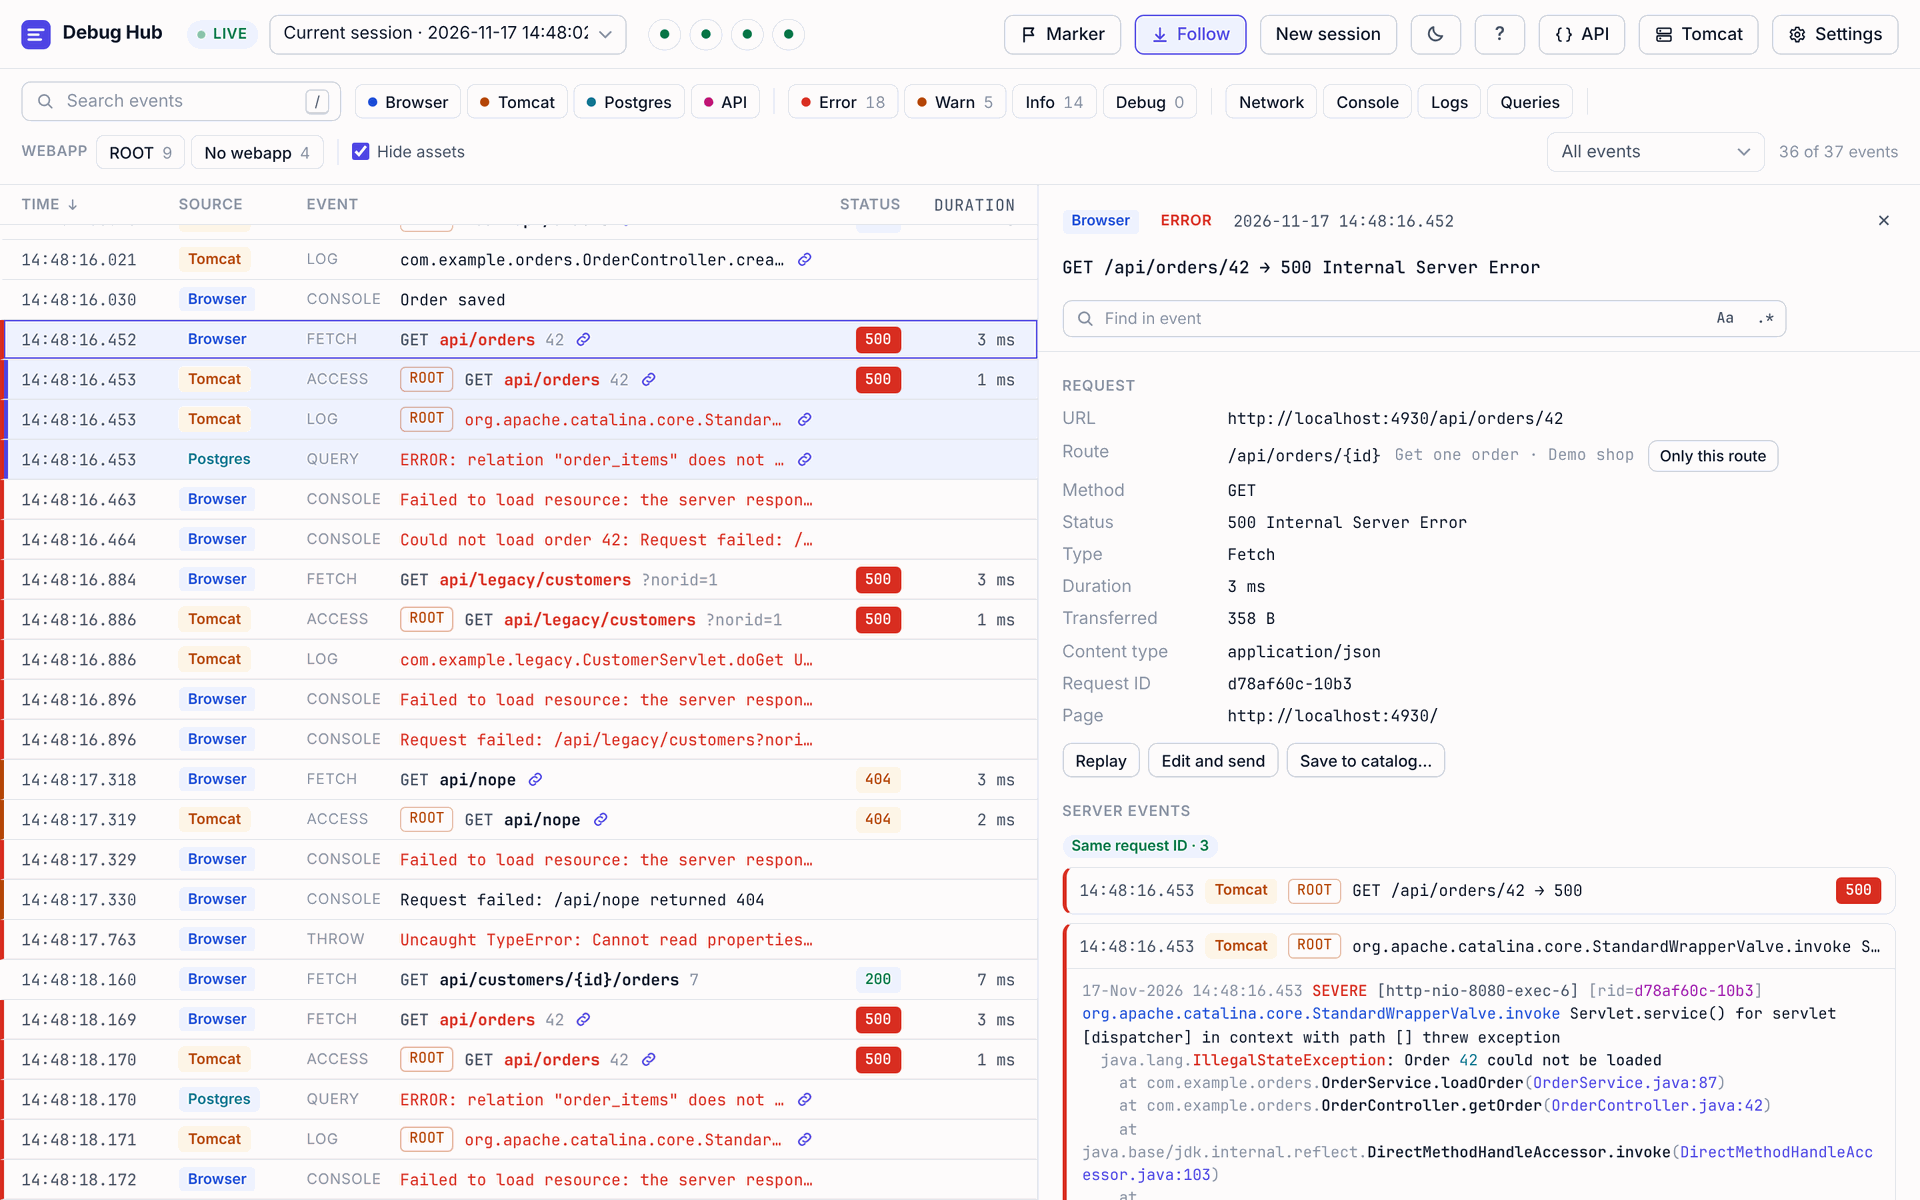 Debug Hub
LIVE
Current session · 2026-11-17 14:48:02
Marker
Follow
New session
?
{} API
Tomcat
Settings
Search events
/
Browser
Tomcat
Postgres
API
Error 18
Warn 5
Info 14
Debug 0
Network
Console
Logs
Queries
WEBAPP
ROOT 9
No webapp 4
Hide assets
All events
36 of 37 events
TIME ↓ SOURCE EVENT STATUS DURATION
14:48:16.021 Tomcat LOG com.example.orders.OrderController.crea…
14:48:16.030 Browser CONSOLE Order saved
14:48:16.452 Browser FETCH GET api/orders 42 500 3 ms
14:48:16.453 Tomcat ACCESS ROOT GET api/orders 42 500 1 ms
14:48:16.453 Tomcat LOG ROOT org.apache.catalina.core.Standar…
14:48:16.453 Postgres QUERY ERROR: relation "order_items" does not …
14:48:16.463 Browser CONSOLE Failed to load resource: the server respon…
14:48:16.464 Browser CONSOLE Could not load order 42: Request failed: /…
14:48:16.884 Browser FETCH GET api/legacy/customers ?norid=1 500 3 ms
14:48:16.886 Tomcat ACCESS ROOT GET api/legacy/customers ?norid=1 500 1 ms
14:48:16.886 Tomcat LOG com.example.legacy.CustomerServlet.doGet U…
14:48:16.896 Browser CONSOLE Failed to load resource: the server respon…
14:48:16.896 Browser CONSOLE Request failed: /api/legacy/customers?nori…
14:48:17.318 Browser FETCH GET api/nope 404 3 ms
14:48:17.319 Tomcat ACCESS ROOT GET api/nope 404 2 ms
14:48:17.329 Browser CONSOLE Failed to load resource: the server respon…
14:48:17.330 Browser CONSOLE Request failed: /api/nope returned 404
14:48:17.763 Browser THROW Uncaught TypeError: Cannot read properties…
14:48:18.160 Browser FETCH GET api/customers/{id}/orders 7 200 7 ms
14:48:18.169 Browser FETCH GET api/orders 42 500 3 ms
14:48:18.170 Tomcat ACCESS ROOT GET api/orders 42 500 1 ms
14:48:18.170 Postgres QUERY ERROR: relation "order_items" does not …
14:48:18.171 Tomcat LOG ROOT org.apache.catalina.core.Standar…
14:48:18.172 Browser CONSOLE Failed to load resource: the server respon…
Browser ERROR 2026-11-17 14:48:16.452
GET /api/orders/42 → 500 Internal Server Error
Find in event Aa .*
REQUEST
URL http://localhost:4930/api/orders/42
Route /api/orders/{id} Get one order · Demo shop Only this route
Method GET
Status 500 Internal Server Error
Type Fetch
Duration 3 ms
Transferred 358 B
Content type application/json
Request ID d78af60c-10b3
Page http://localhost:4930/
Replay
Edit and send
Save to catalog…
SERVER EVENTS
Same request ID · 3
14:48:16.453 Tomcat ROOT GET /api/orders/42 → 500 500
14:48:16.453 Tomcat ROOT org.apache.catalina.core.StandardWrapperValve.invoke S…
17-Nov-2026 14:48:16.453 SEVERE [http-nio-8080-exec-6] [rid=d78af60c-10b3]
org.apache.catalina.core.StandardWrapperValve.invoke Servlet.service() for servlet
[dispatcher] in context with path [] threw exception
java.lang.IllegalStateException: Order 42 could not be loaded
at com.example.orders.OrderService.loadOrder(OrderService.java:87)
at com.example.orders.OrderController.getOrder(OrderController.java:42)
at
java.base/jdk.internal.reflect.DirectMethodHandleAccessor.invoke(DirectMethodHandleAcc
essor.java:103)
at